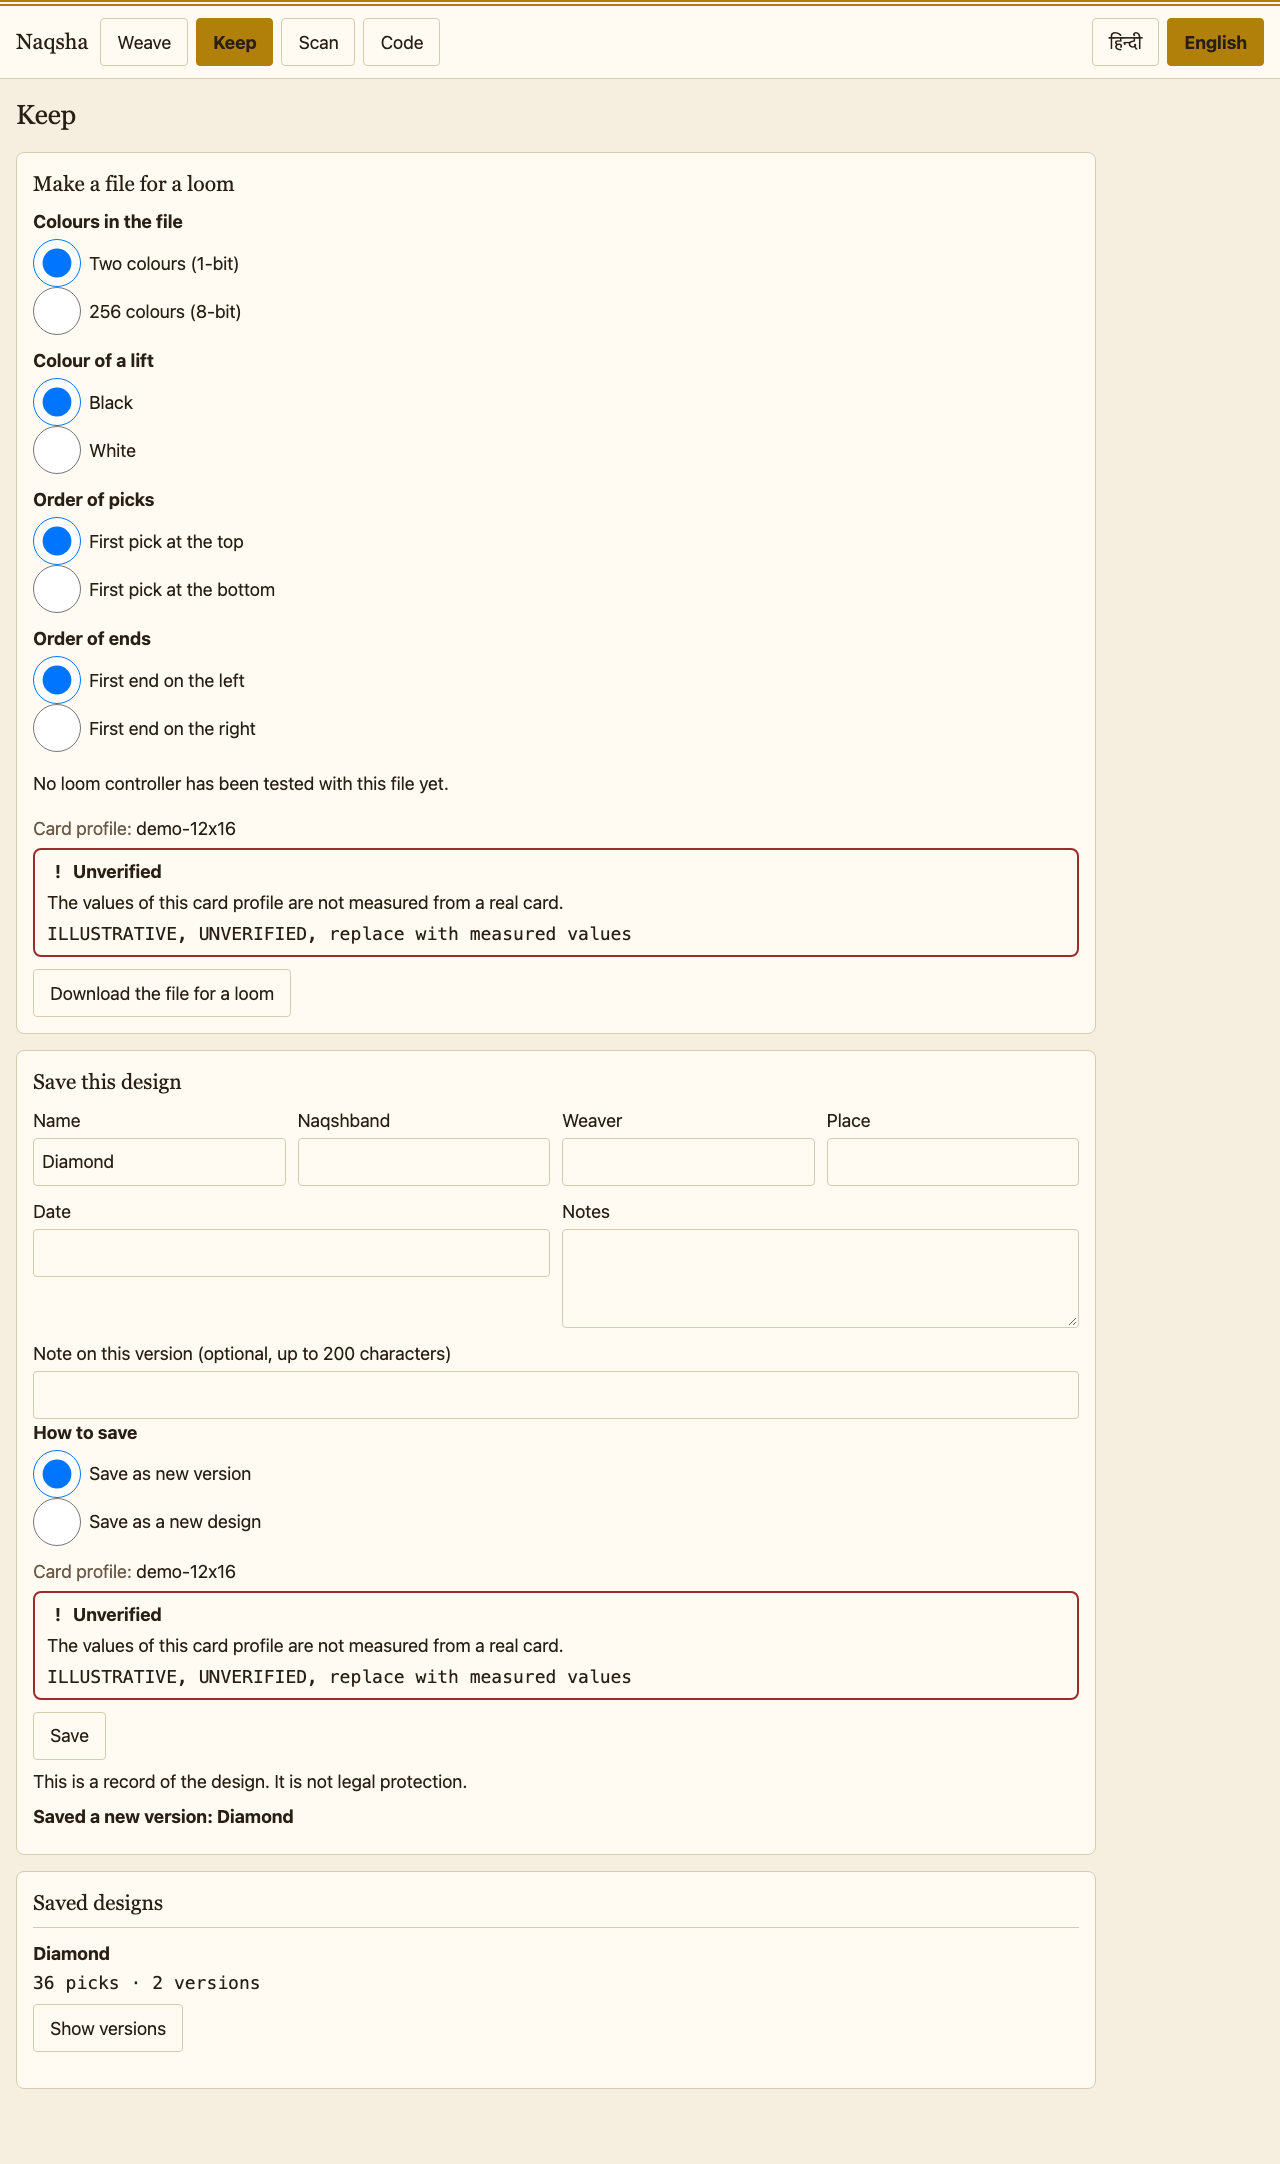 Naqsha Weave Keep Scan Code हिन्दी English
Keep
Make a file for a loom
Colours in the file
Two colours (1-bit)
256 colours (8-bit)
Colour of a lift
Black
White
Order of picks
First pick at the top
First pick at the bottom
Order of ends
First end on the left
First end on the right
No loom controller has been tested with this file yet.
Card profile: demo-12x16
! Unverified
The values of this card profile are not measured from a real card.
ILLUSTRATIVE, UNVERIFIED, replace with measured values
Download the file for a loom
Save this design
Name Naqshband Weaver Place
Diamond
Date Notes
Note on this version (optional, up to 200 characters)
How to save
Save as new version
Save as a new design
Card profile: demo-12x16
! Unverified
The values of this card profile are not measured from a real card.
ILLUSTRATIVE, UNVERIFIED, replace with measured values
Save
This is a record of the design. It is not legal protection.
Saved a new version: Diamond
Saved designs
Diamond
36 picks · 2 versions
Show versions